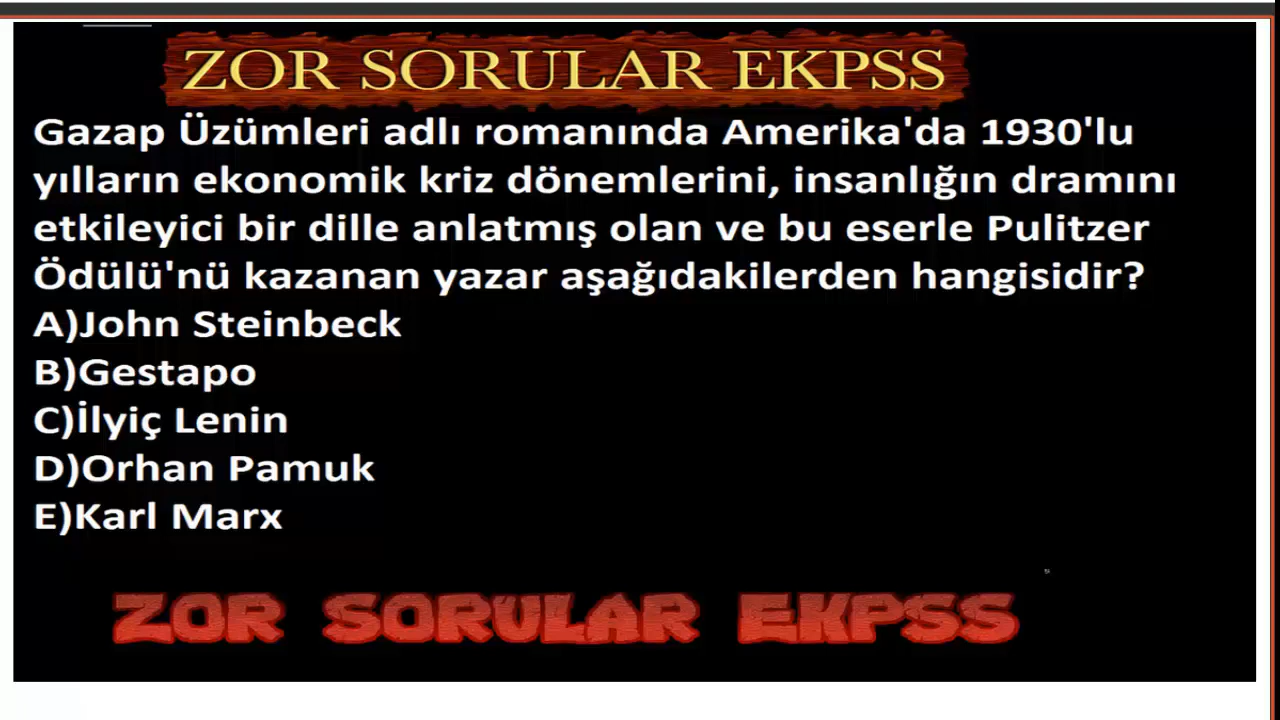 ZOR SORULAR EKPSS
Gazap Üzümleri adlı romanında Amerika'da 1930'lu
yılların ekonomik kriz dönemlerini, insanlığın dramını
etkileyici bir dille anlatmış olan ve bu eserle Pulitzer
Ödülü'nü kazanan yazar aşağıdakilerden hangisidir?
A)John Steinbeck
B)Gestapo
C)İlyiç Lenin
D)Orhan Pamuk
E)Karl Marx
ZOR SORULAR EKPSS